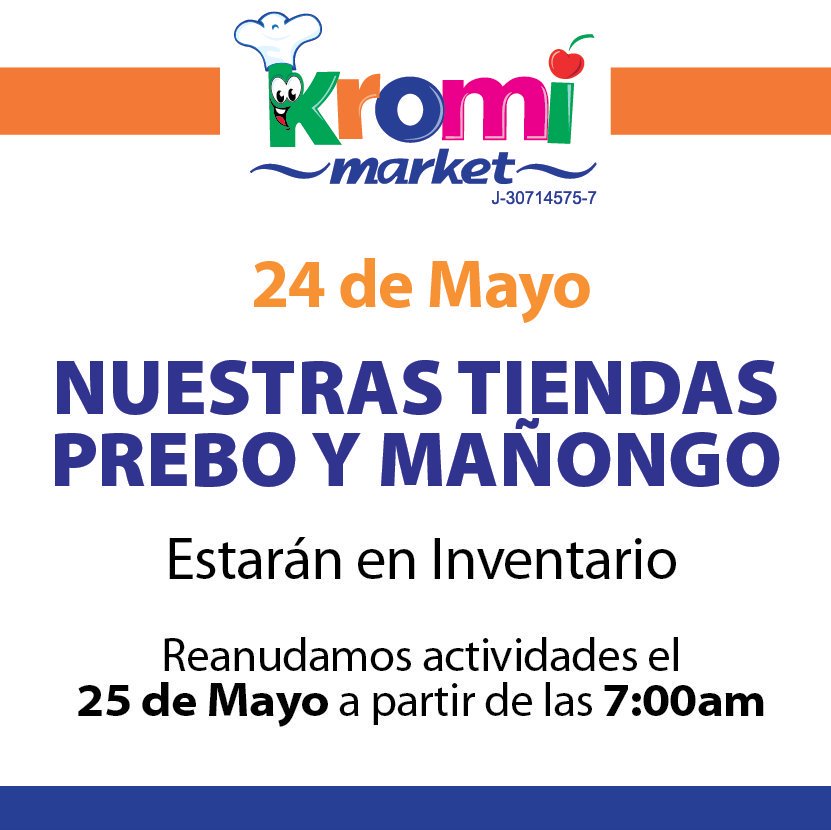 Kromi
market
J-30714575-7
24 de Mayo
NUESTRAS TIENDAS
PREBO Y MAÑONGO
Estarán en Inventario
Reanudamos actividades el
25 de Mayo a partir de las 7:00am